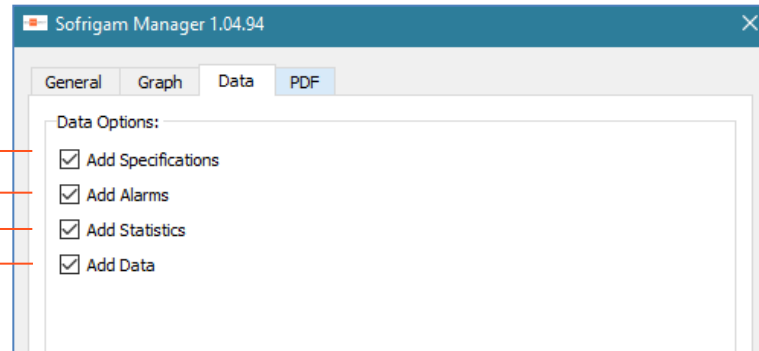 Sofrigam Manager 1.04.94
General Graph Data PDF
Data Options:
Add Specifications
Add Alarms
Add Statistics
Add Data